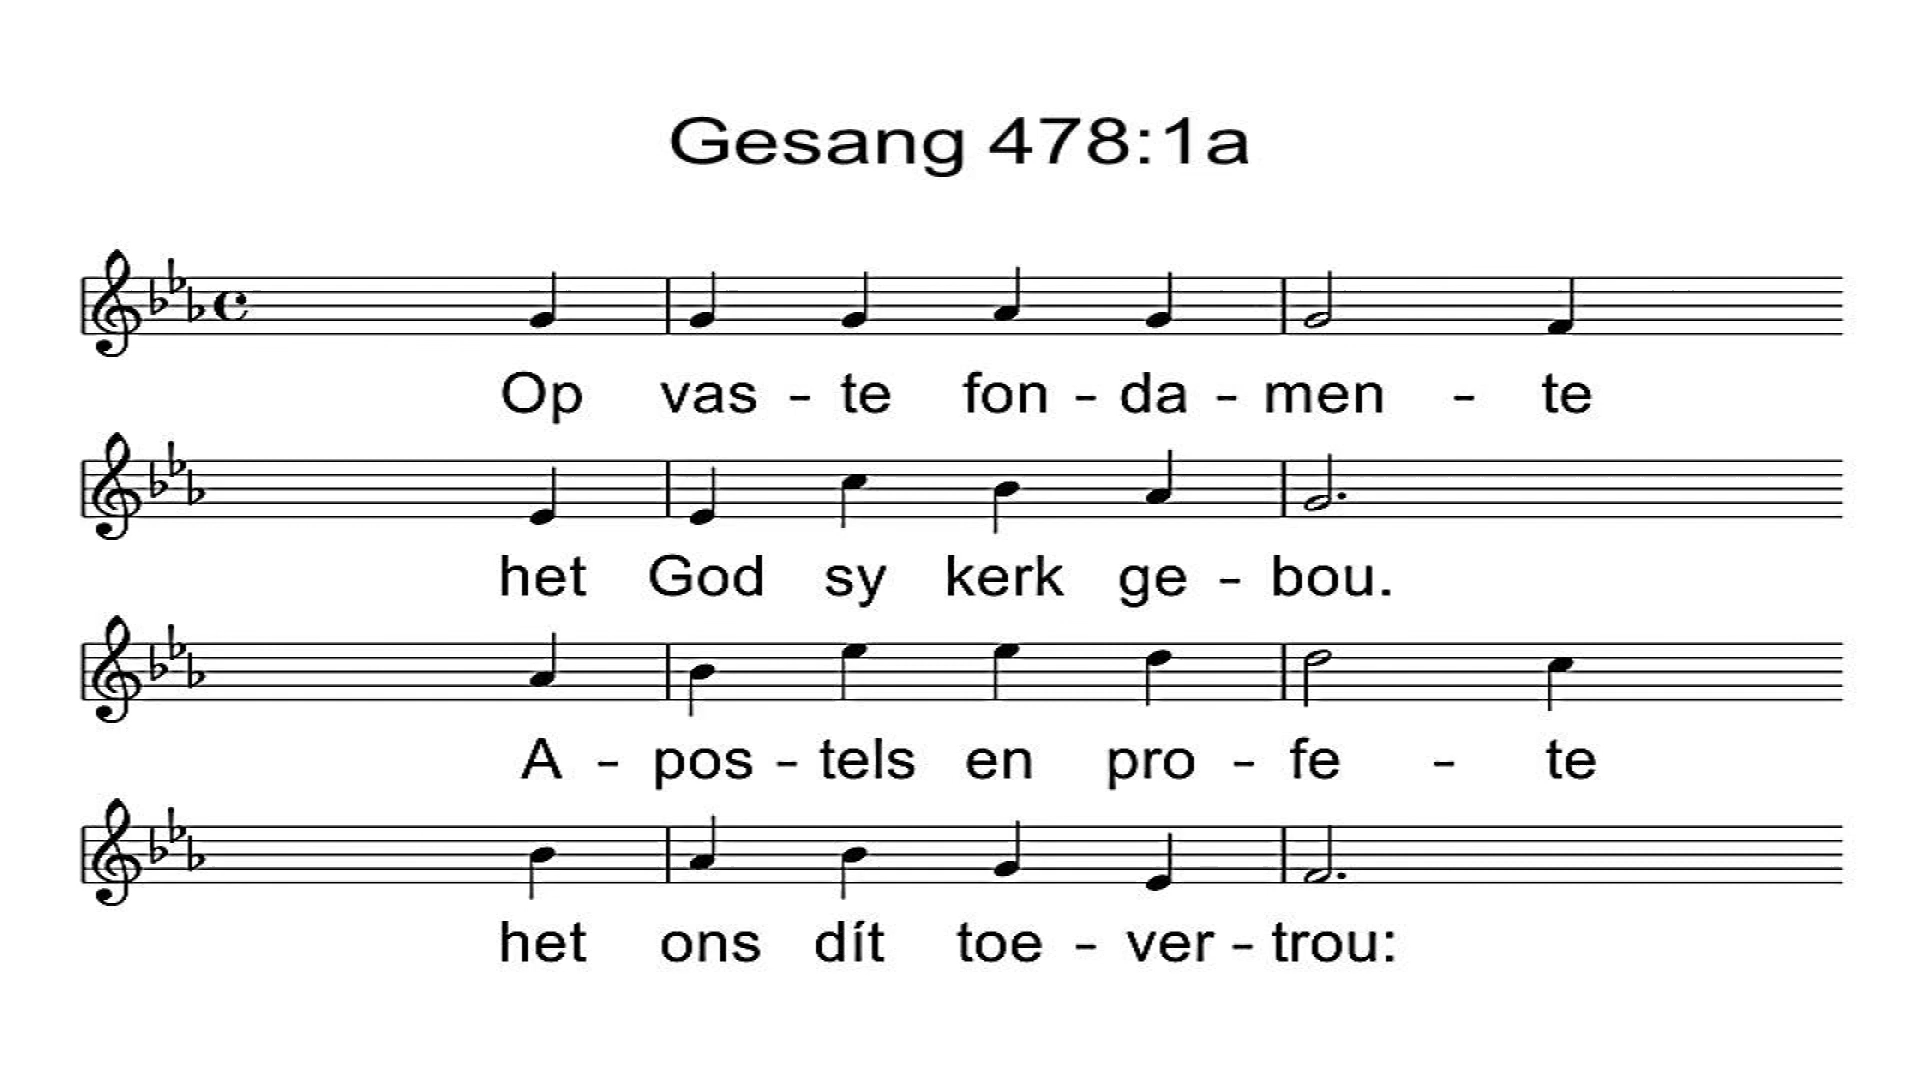 Gesang 478:1a
Op vas - te fon - da - men - te
het God sy kerk ge - bou.
A - pos - tels en pro - fe - te
het ons dít toe - ver - trou: